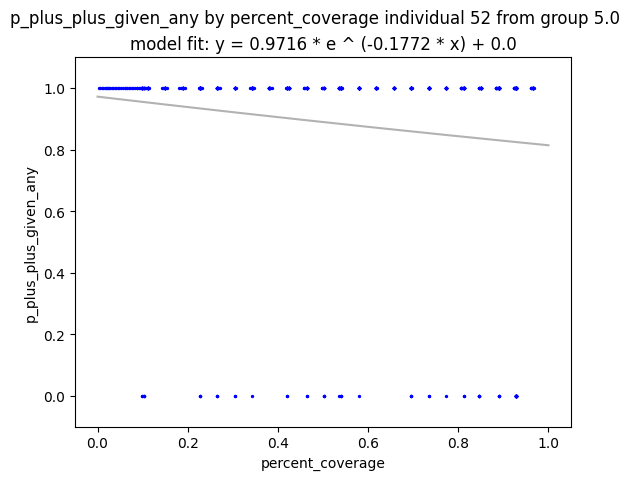 p_plus_plus_given_any by percent_coverage individual 52 from group 5.0
model fit: y = 0.9716 * e ^ (-0.1772 * x) + 0.0
1.0
0.8
0.6
0.4
0.2
0.0
p_plus_plus_given_any
0.0 0.2 0.4 0.6 0.8 1.0
percent_coverage